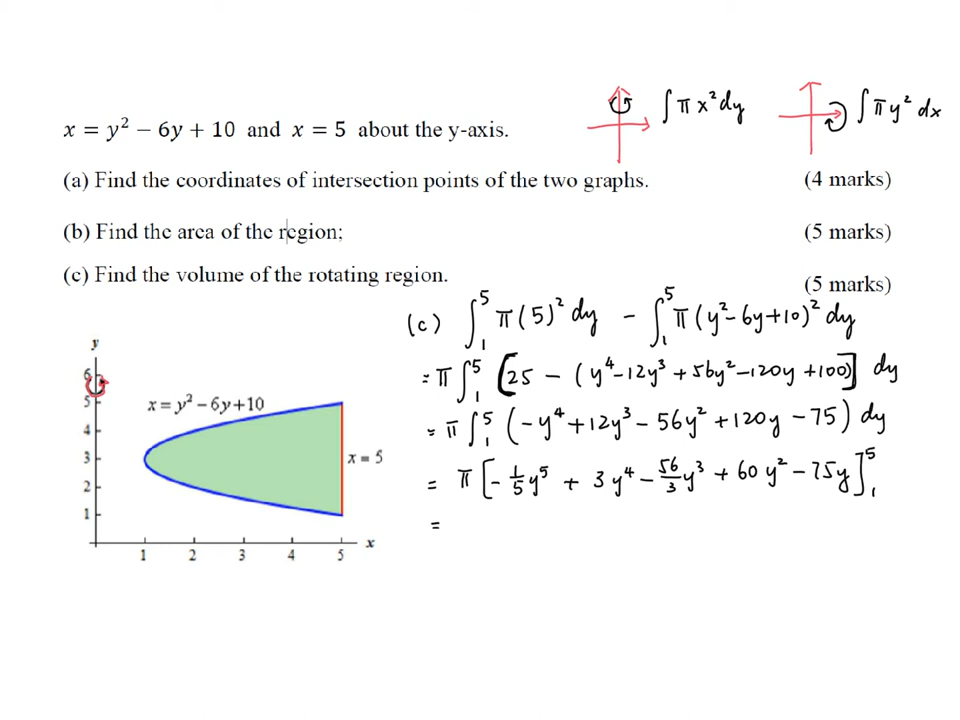 ∫ π x² dy ∫ π y² dx
x = y² − 6y + 10 and x = 5 about the y-axis.
(a) Find the coordinates of intersection points of the two graphs. (4 marks)
(b) Find the area of the region; (5 marks)
(c) Find the volume of the rotating region. (5 marks)
(c) ∫₁⁵ π(5)² dy − ∫₁⁵ π(y² − 6y + 10)² dy
= π ∫₁⁵ [25 − (y⁴ − 12y³ + 56y² − 120y + 100)] dy
= π ∫₁⁵ (−y⁴ + 12y³ − 56y² + 120y − 75) dy
= π [−1/5 y⁵ + 3y⁴ − 56/3 y³ + 60y² − 75y]₁⁵
=
y
6
5
x = y² − 6y + 10
4
3
x = 5
2
1
1 2 3 4 5 x